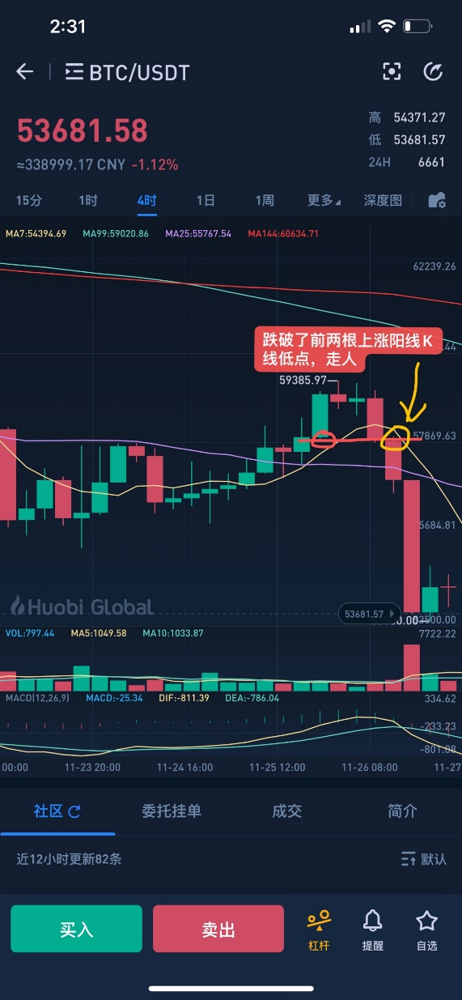 2:31
BTC/USDT
53681.58
高 54371.27
≈338999.17 CNY -1.12%
低 53681.57
24H 6661
15分 1时 4时 1日 1周 更多 深度图
MA7:54394.69 MA99:59020.86 MA25:55767.54 MA144:60634.71
62239.26
跌破了前两根上涨阳线K
线低点，走人
.44
59385.97
57869.63
5684.81
Huobi Global
53681.57
53500.00
VOL:797.44 MA5:1049.58 MA10:1033.87
7722.22
MACD(12,26,9) MACD:-25.34 DIF:-811.39 DEA:-786.04
334.62
-233.23
-801.08
00:00 11-23 20:00 11-24 16:00 11-25 12:00 11-26 08:00 11-27
社区 委托挂单 成交 简介
近12小时更新82条 默认
买入 卖出 杠杆 提醒 自选